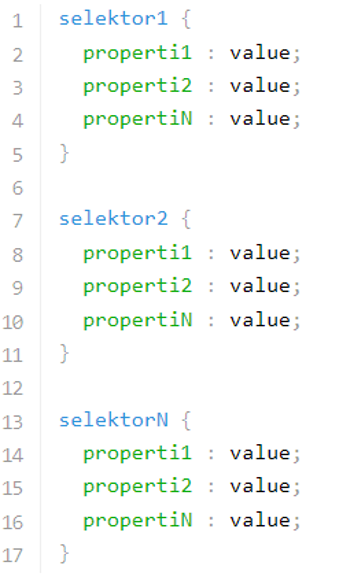 1 selektor1 {
2 properti1 : value;
3 properti2 : value;
4 propertiN : value;
5 }
6
7 selektor2 {
8 properti1 : value;
9 properti2 : value;
10 propertiN : value;
11 }
12
13 selektorN {
14 properti1 : value;
15 properti2 : value;
16 propertiN : value;
17 }